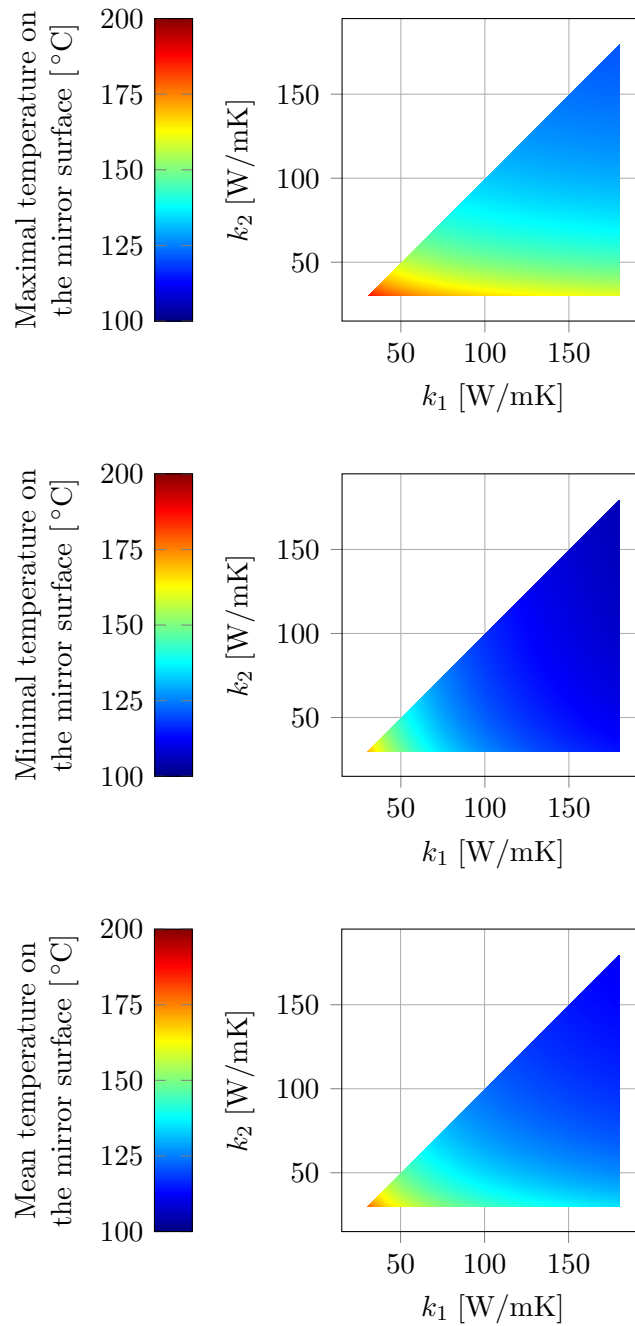 Maximal temperature on
the mirror surface [°C]
200
175
150
125
100
k₂ [W/mK]
150
100
50
50 100 150
k₁ [W/mK]
Minimal temperature on
the mirror surface [°C]
200
175
150
125
100
k₂ [W/mK]
150
100
50
50 100 150
k₁ [W/mK]
Mean temperature on
the mirror surface [°C]
200
175
150
125
100
k₂ [W/mK]
150
100
50
50 100 150
k₁ [W/mK]